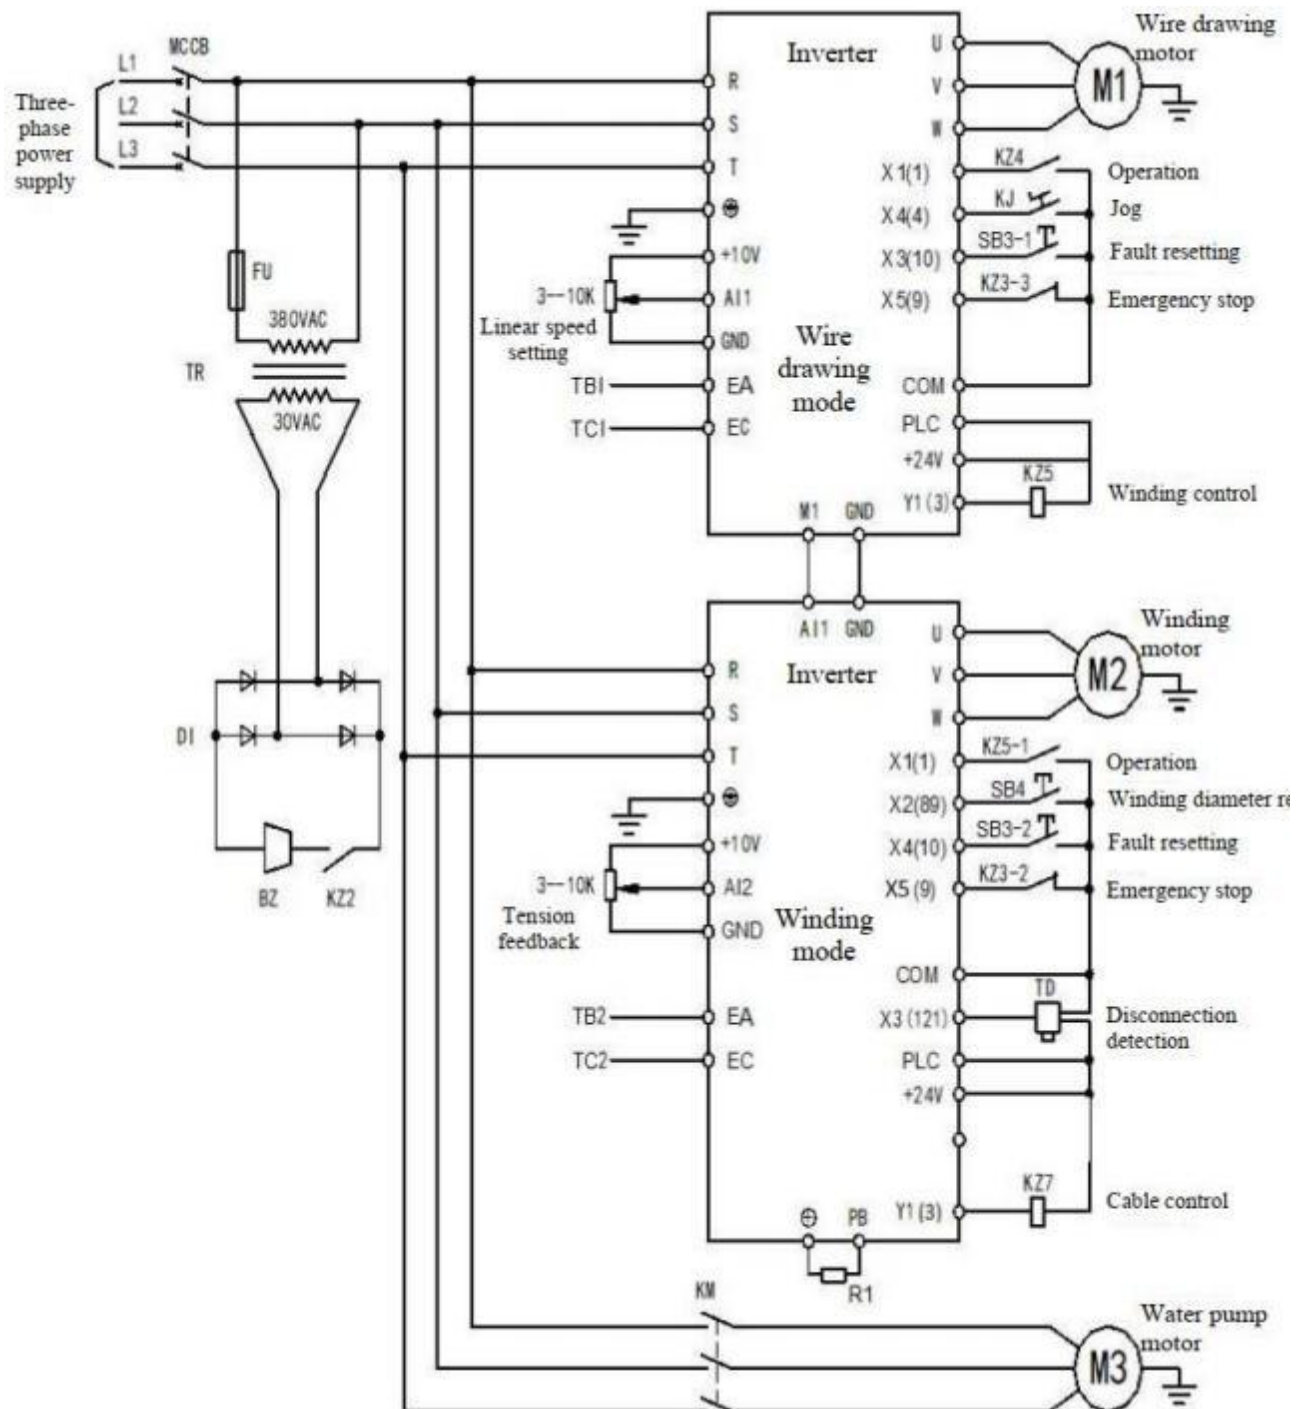 Three-
phase
power
supply
L1
L2
L3
MCCB
FU
380VAC
TR
30VAC
DI
BZ
KZ2
Inverter
Wire
drawing
mode
R
S
T
+10V
AI1
GND
EA
EC
3--10K
Linear speed
setting
TB1
TC1
U
V
W
Wire drawing
motor
M1
X1(1)
KZ4
Operation
X4(4)
KJ
Jog
X3(10)
SB3-1
Fault resetting
X5(9)
KZ3-3
Emergency stop
COM
PLC
+24V
Y1(3)
KZ5
Winding control
M1
GND
AI1
GND
Inverter
Winding
mode
R
S
T
+10V
AI2
GND
EA
EC
3--10K
Tension
feedback
TB2
TC2
U
V
W
Winding
motor
M2
X1(1)
KZ5-1
Operation
X2(89)
SB4
Winding diameter re
X4(10)
SB3-2
Fault resetting
X5(9)
KZ3-2
Emergency stop
COM
X3(121)
TD
Disconnection
detection
PLC
+24V
Y1(3)
KZ7
Cable control
PB
R1
KM
Water pump
motor
M3